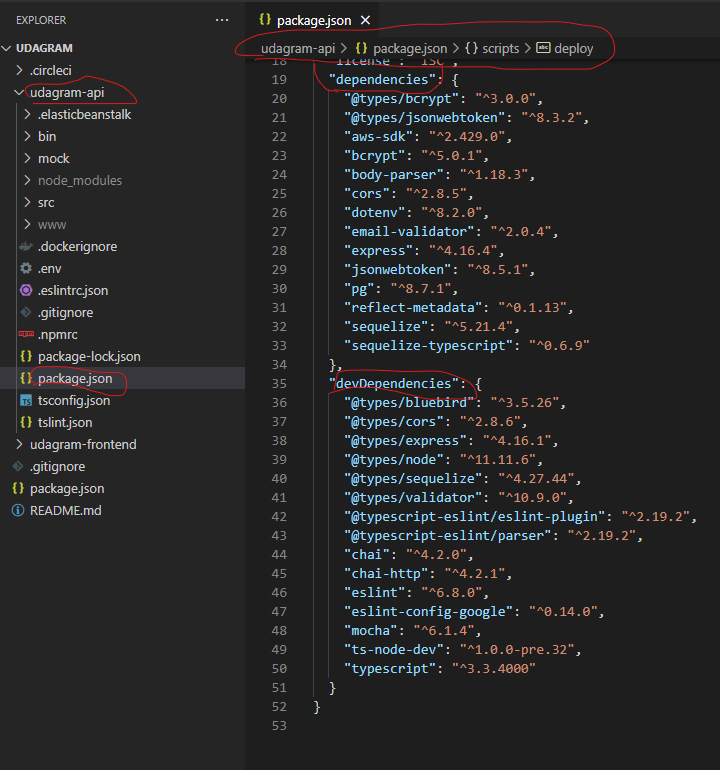 EXPLORER ...
UDAGRAM
.circleci
udagram-api
.elasticbeanstalk
bin
mock
node_modules
src
www
.dockerignore
.env
.eslintrc.json
.gitignore
.npmrc
package-lock.json
package.json
tsconfig.json
tslint.json
udagram-frontend
.gitignore
package.json
README.md
{} package.json ×
udagram-api > {} package.json > {} scripts > abc deploy
18 "license": "ISC",
19 "dependencies": {
20 "@types/bcrypt": "^3.0.0",
21 "@types/jsonwebtoken": "^8.3.2",
22 "aws-sdk": "^2.429.0",
23 "bcrypt": "^5.0.1",
24 "body-parser": "^1.18.3",
25 "cors": "^2.8.5",
26 "dotenv": "^8.2.0",
27 "email-validator": "^2.0.4",
28 "express": "^4.16.4",
29 "jsonwebtoken": "^8.5.1",
30 "pg": "^8.7.1",
31 "reflect-metadata": "^0.1.13",
32 "sequelize": "^5.21.4",
33 "sequelize-typescript": "^0.6.9"
34 },
35 "devDependencies": {
36 "@types/bluebird": "^3.5.26",
37 "@types/cors": "^2.8.6",
38 "@types/express": "^4.16.1",
39 "@types/node": "^11.11.6",
40 "@types/sequelize": "^4.27.44",
41 "@types/validator": "^10.9.0",
42 "@typescript-eslint/eslint-plugin": "^2.19.2",
43 "@typescript-eslint/parser": "^2.19.2",
44 "chai": "^4.2.0",
45 "chai-http": "^4.2.1",
46 "eslint": "^6.8.0",
47 "eslint-config-google": "^0.14.0",
48 "mocha": "^6.1.4",
49 "ts-node-dev": "^1.0.0-pre.32",
50 "typescript": "^3.3.4000"
51 }
52 }
53